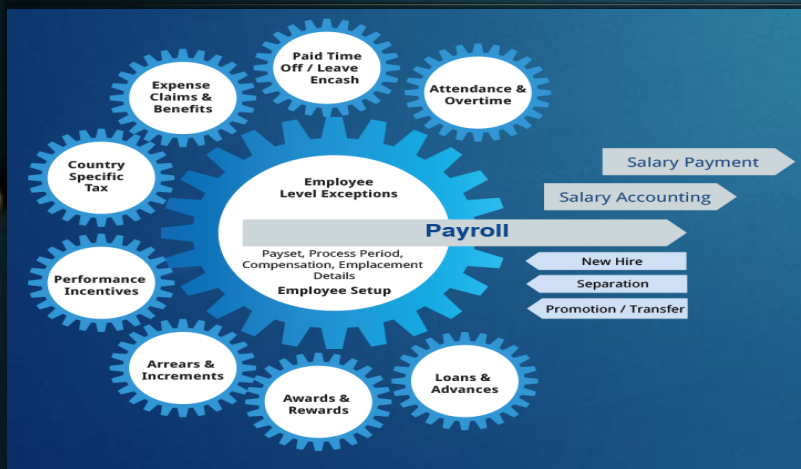 Paid Time
Off / Leave
Encash
Expense
Claims &
Benefits
Attendance &
Overtime
Country
Specific
Tax
Employee
Level Exceptions
Salary Payment
Salary Accounting
Payroll
Payset, Process Period,
Compensation, Emplacement
Details
Employee Setup
New Hire
Separation
Promotion / Transfer
Performance
Incentives
Arrears &
Increments
Awards &
Rewards
Loans &
Advances